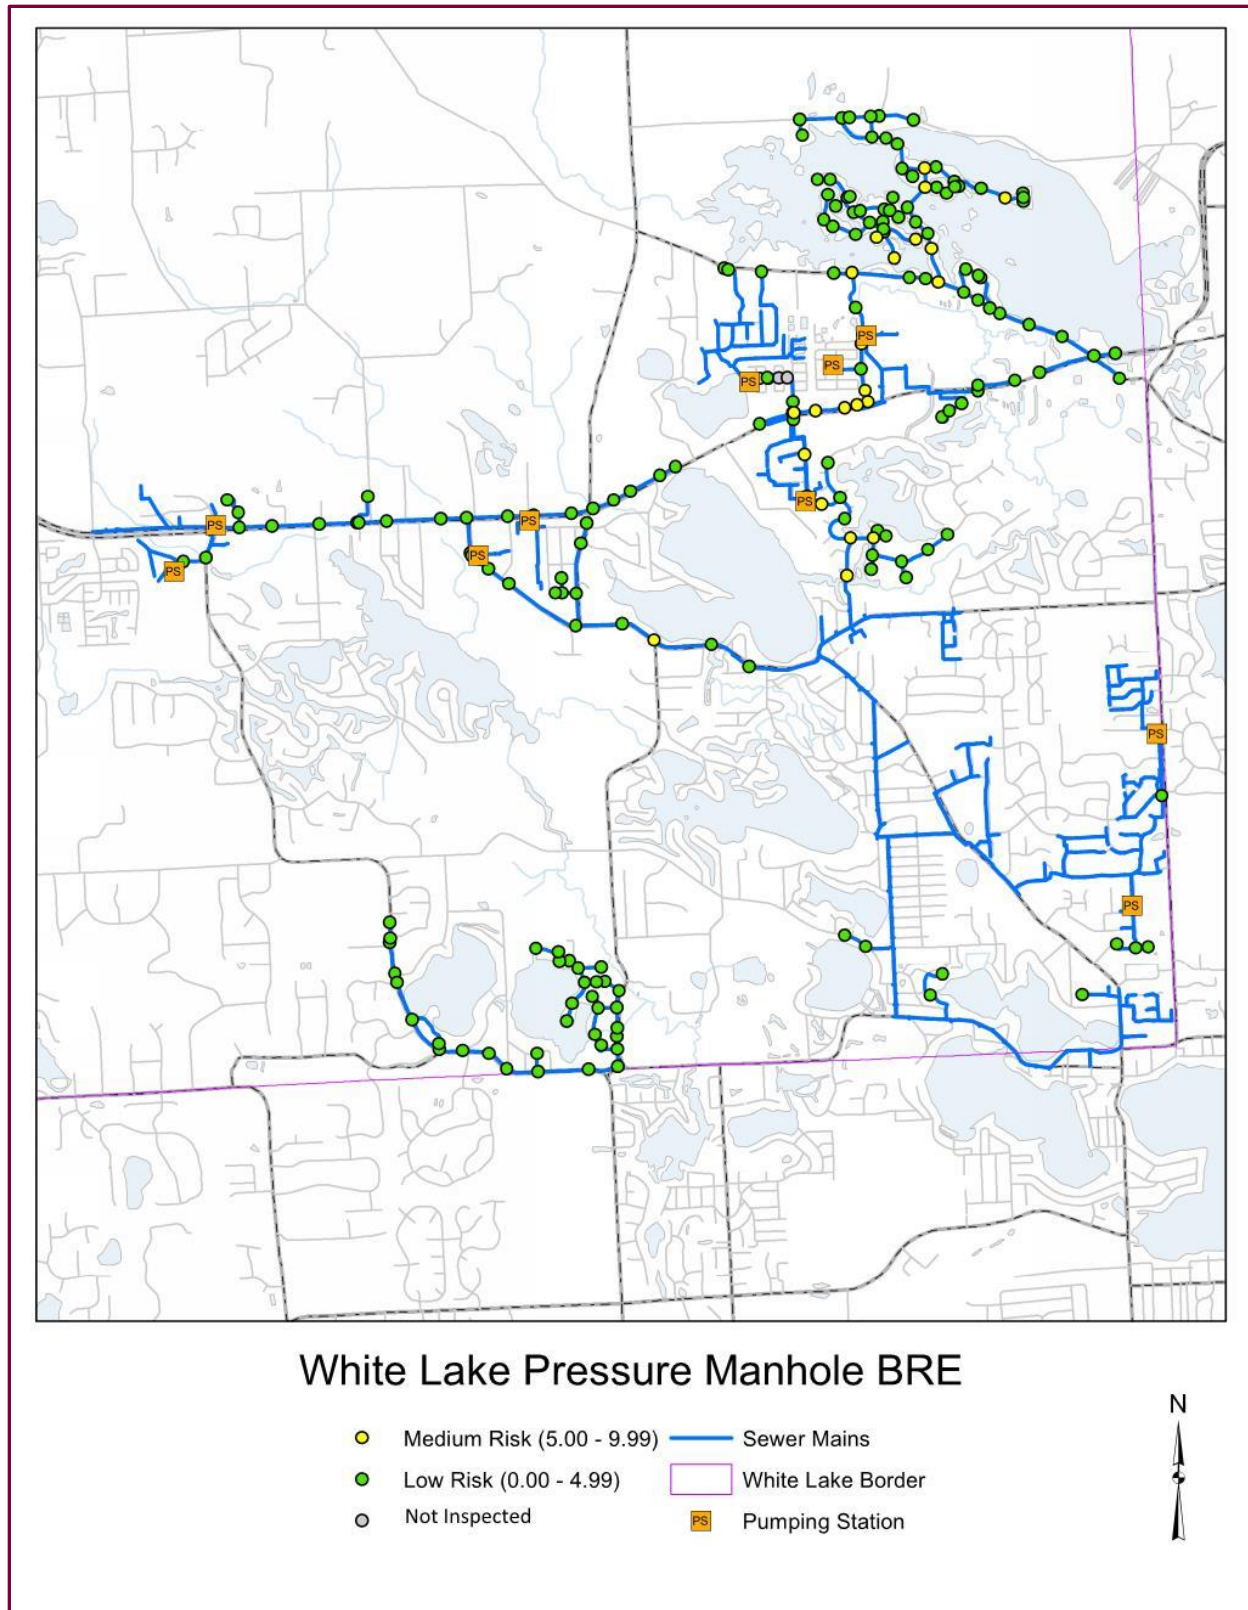 PS
PS
PS
PS
PS
PS
PS
PS
PS
PS
White Lake Pressure Manhole BRE
N
Medium Risk (5.00 - 9.99)
Sewer Mains
Low Risk (0.00 - 4.99)
White Lake Border
Not Inspected
PS
Pumping Station